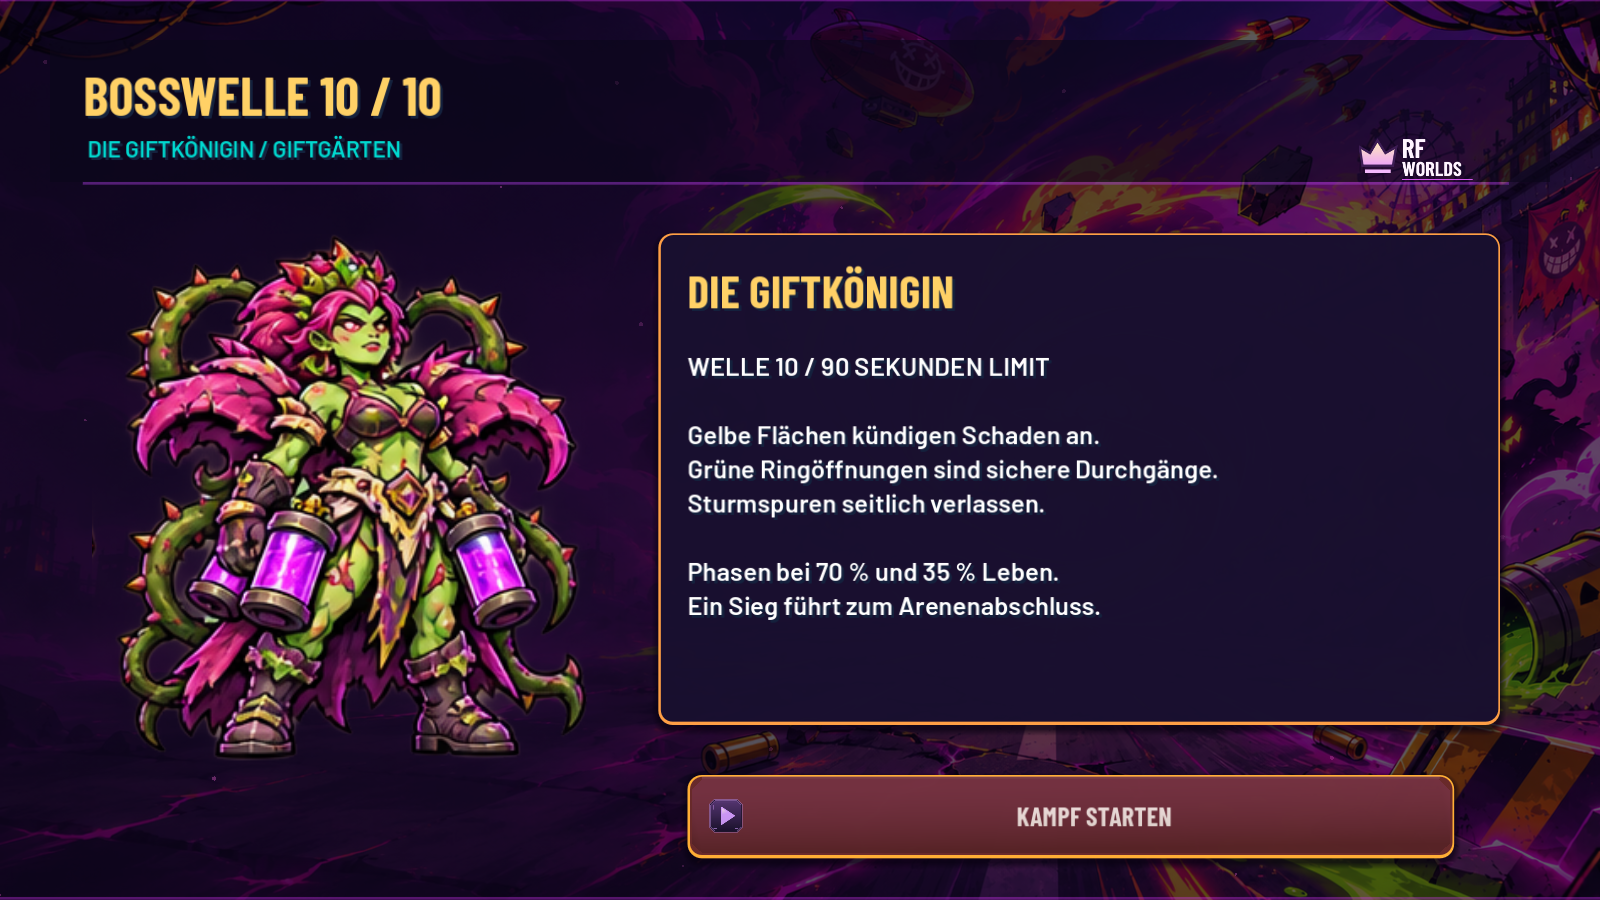 BOSSWELLE 10 / 10
DIE GIFTKÖNIGIN / GIFTGÄRTEN
RF
WORLDS
DIE GIFTKÖNIGIN
WELLE 10 / 90 SEKUNDEN LIMIT
Gelbe Flächen kündigen Schaden an.
Grüne Ringöffnungen sind sichere Durchgänge.
Sturmspuren seitlich verlassen.
Phasen bei 70 % und 35 % Leben.
Ein Sieg führt zum Arenenabschluss.
KAMPF STARTEN